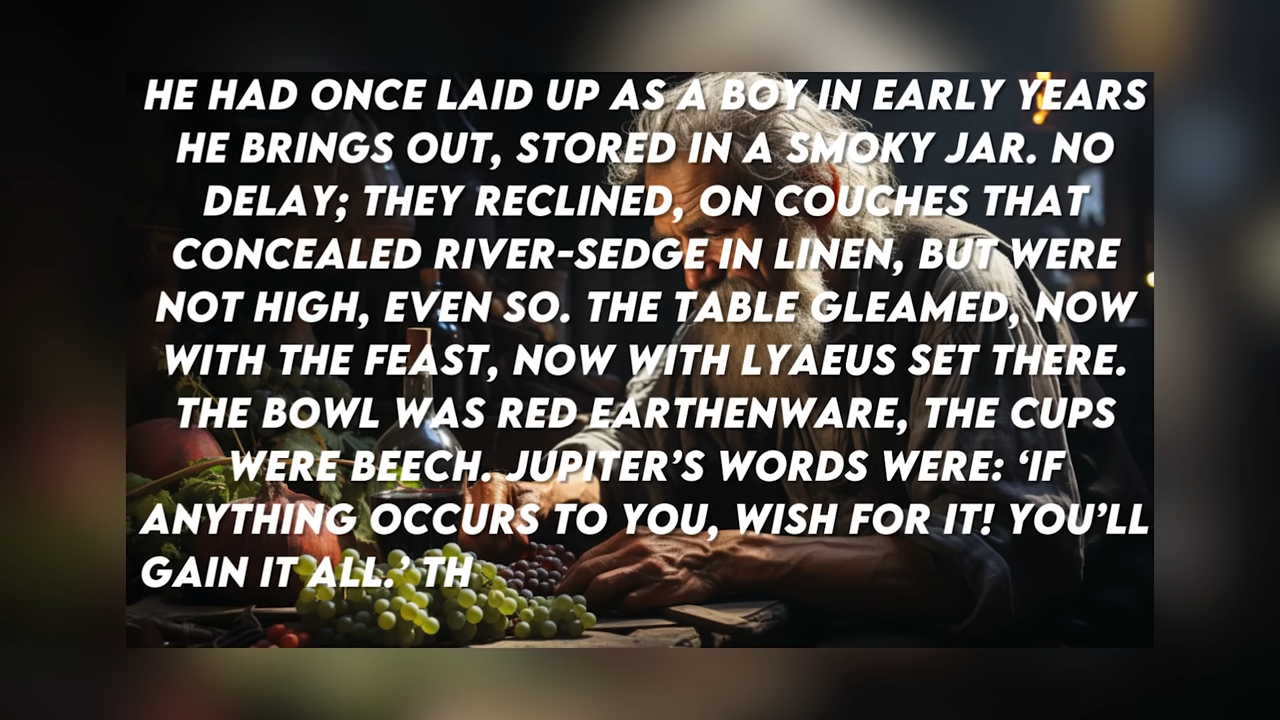 HE HAD ONCE LAID UP AS A BOY IN EARLY YEARS
HE BRINGS OUT, STORED IN A SMOKY JAR. NO
DELAY; THEY RECLINED, ON COUCHES THAT
CONCEALED RIVER-SEDGE IN LINEN, BUT WERE
NOT HIGH, EVEN SO. THE TABLE GLEAMED, NOW
WITH THE FEAST, NOW WITH LYAEUS SET THERE.
THE BOWL WAS RED EARTHENWARE, THE CUPS
WERE BEECH. JUPITER’S WORDS WERE: ‘IF
ANYTHING OCCURS TO YOU, WISH FOR IT! YOU’LL
GAIN IT ALL.’ TH